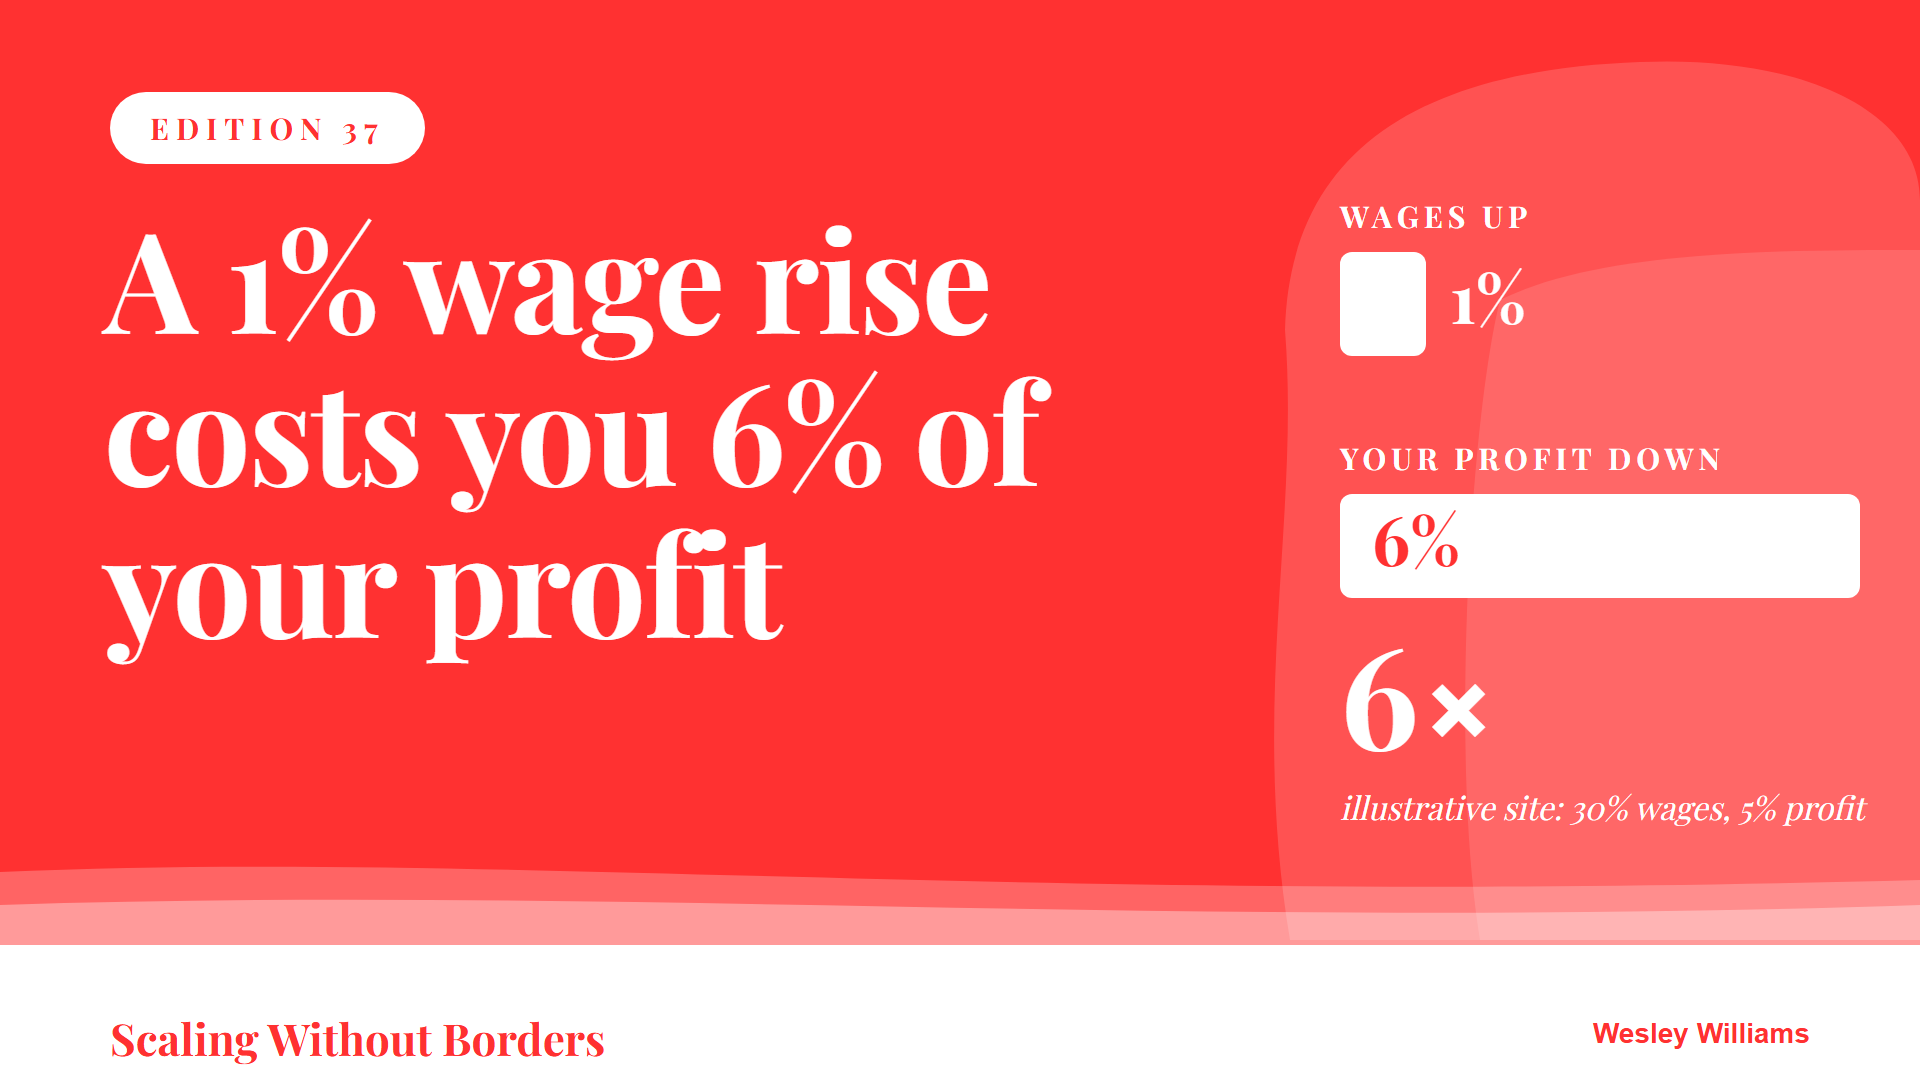 EDITION 37
A 1% wage rise
costs you 6% of
your profit
WAGES UP
1%
YOUR PROFIT DOWN
6%
6×
illustrative site: 30% wages, 5% profit
Scaling Without Borders
Wesley Williams